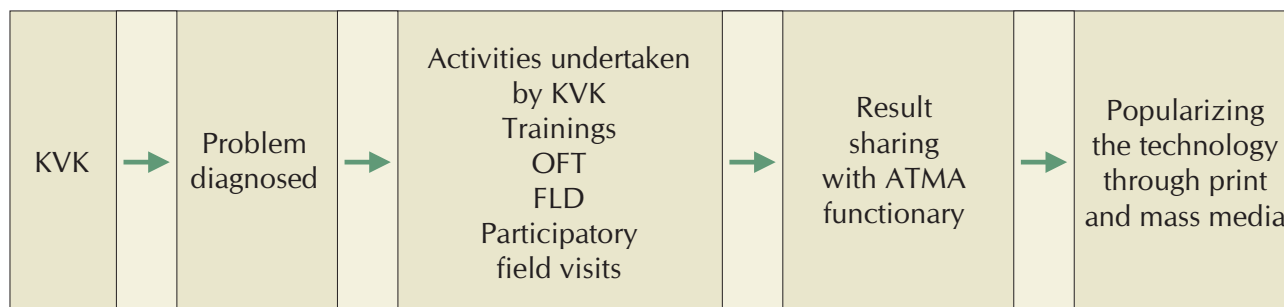 KVK
Problem
diagnosed
Activities undertaken
by KVK
Trainings
OFT
FLD
Participatory
field visits
Result
sharing
with ATMA
functionary
Popularizing
the technology
through print
and mass media